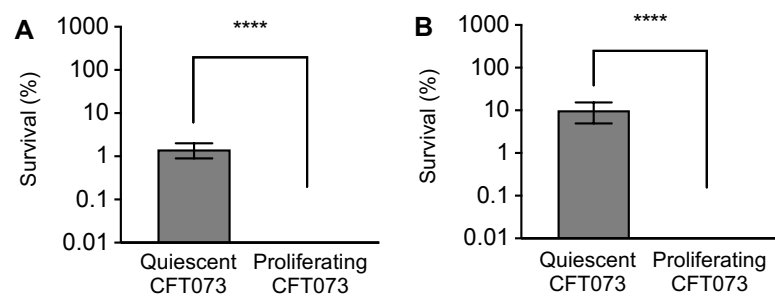 A
****
1000
100
10
1
0.1
0.01
Survival (%)
Quiescent CFT073
Proliferating CFT073
B
****
1000
100
10
1
0.1
0.01
Survival (%)
Quiescent CFT073
Proliferating CFT073